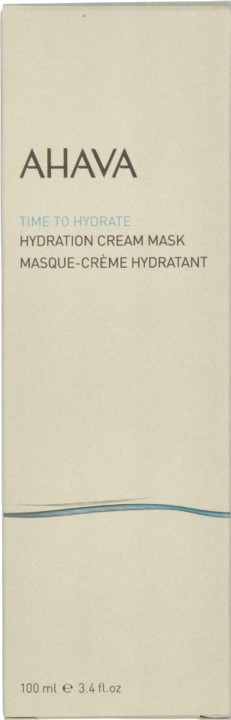 AHAVA
TIME TO HYDRATE
HYDRATION CREAM MASK
MASQUE-CRÈME HYDRATANT
100 ml ℮ 3.4 fl.oz